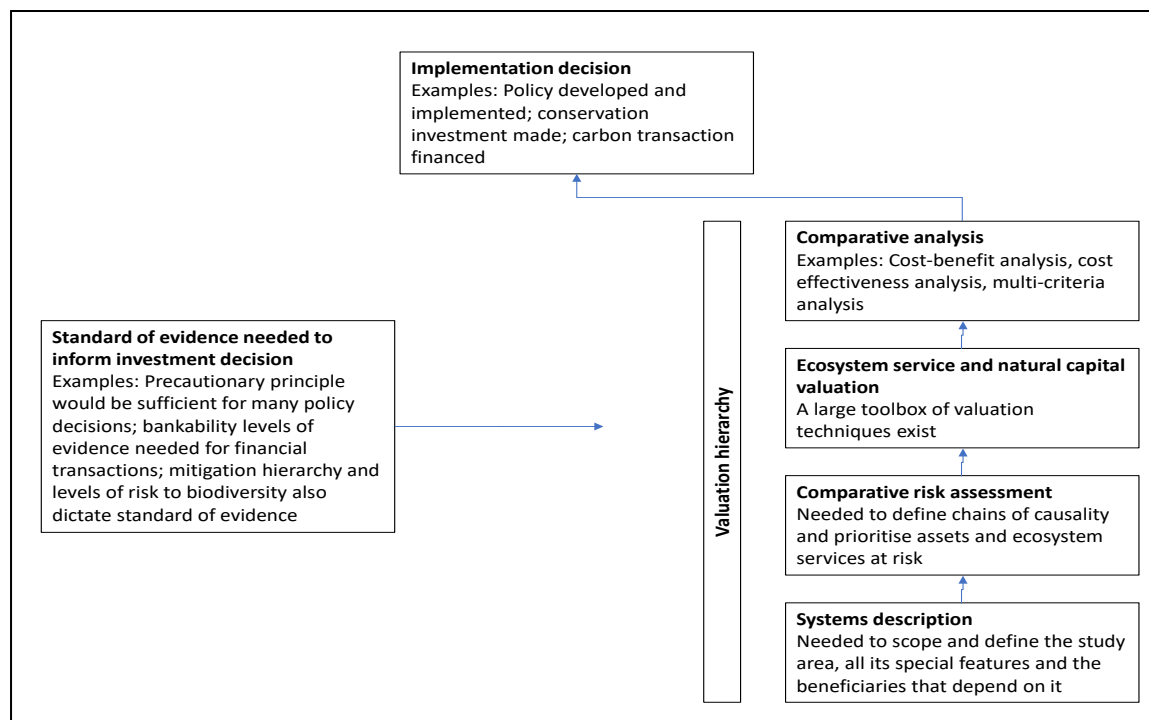 Implementation decision
Examples: Policy developed and
implemented; conservation
investment made; carbon transaction
financed
Standard of evidence needed to
inform investment decision
Examples: Precautionary principle
would be sufficient for many policy
decisions; bankability levels of
evidence needed for financial
transactions; mitigation hierarchy and
levels of risk to biodiversity also
dictate standard of evidence
Valuation hierarchy
Comparative analysis
Examples: Cost-benefit analysis, cost
effectiveness analysis, multi-criteria
analysis
Ecosystem service and natural capital
valuation
A large toolbox of valuation
techniques exist
Comparative risk assessment
Needed to define chains of causality
and prioritise assets and ecosystem
services at risk
Systems description
Needed to scope and define the study
area, all its special features and the
beneficiaries that depend on it